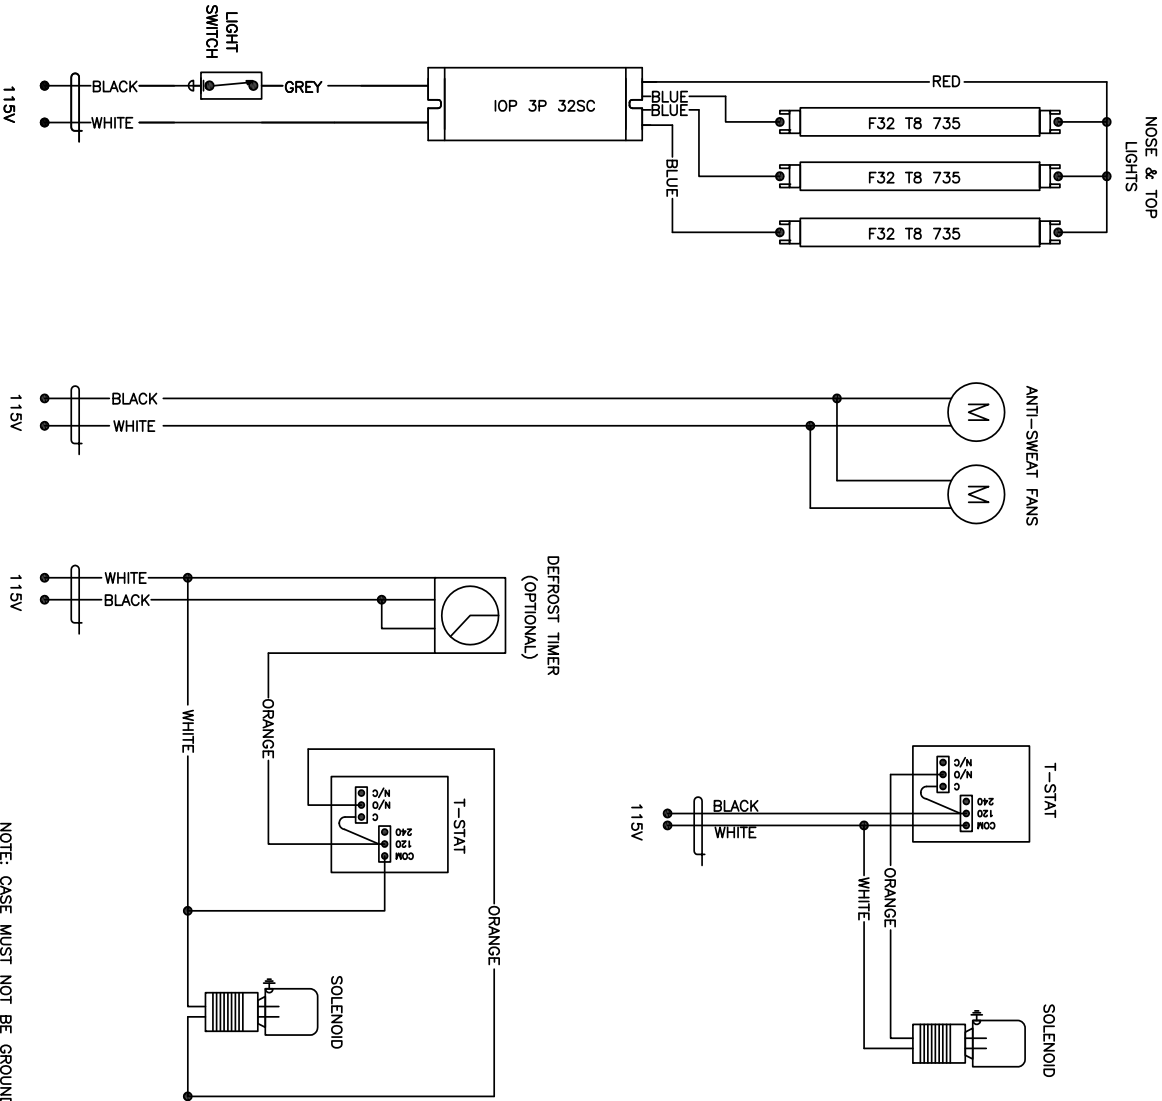 LIGHT
SWITCH
115V
BLACK
WHITE
GREY
IOP 3P 32SC
RED
BLUE
BLUE
BLUE
F32 T8 735
F32 T8 735
F32 T8 735
NOSE & TOP
LIGHTS
115V
BLACK
WHITE
M
M
ANTI-SWEAT FANS
115V
WHITE
BLACK
DEFROST TIMER
(OPTIONAL)
WHITE
ORANGE
N/C
N/O
C
240
120
COM
T-STAT
ORANGE
SOLENOID
115V
BLACK
WHITE
N/C
N/O
C
240
120
COM
T-STAT
ORANGE
WHITE
SOLENOID
NOTE: CASE MUST NOT BE